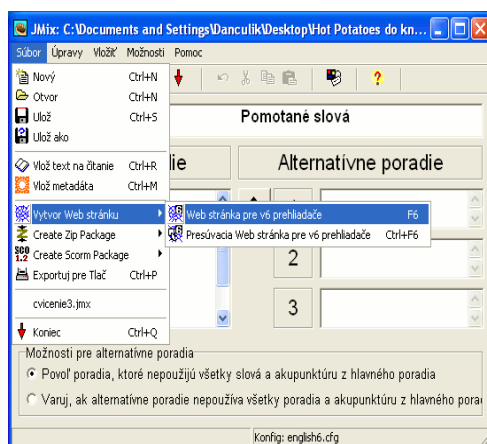 JMix: C:\Documents and Settings\Danculik\Desktop\Hot Potatoes do kn...
Súbor Úpravy Vložiť Možnosti Pomoc
Nový Ctrl+N
Otvor Ctrl+N
Ulož Ctrl+S
Ulož ako
Vlož text na čítanie Ctrl+R
Vlož metadáta Ctrl+M
Vytvor Web stránku
Create Zip Package
Create Scorm Package
Exportuj pre Tlač Ctrl+P
cvicenie3.jmx
Koniec Ctrl+Q
Web stránka pre v6 prehliadače F6
Presúvacia Web stránka pre v6 prehliadače Ctrl+F6
Pomotané slová
die
Alternatívne poradie
2
3
Možnosti pre alternatívne poradia
Povoľ poradia, ktoré nepoužijú všetky slová a akupunktúru z hlavného poradia
Varuj, ak alternatívne poradie nepoužíva všetky poradia a akupunktúru z hlavného pora
Konfig: english6.cfg